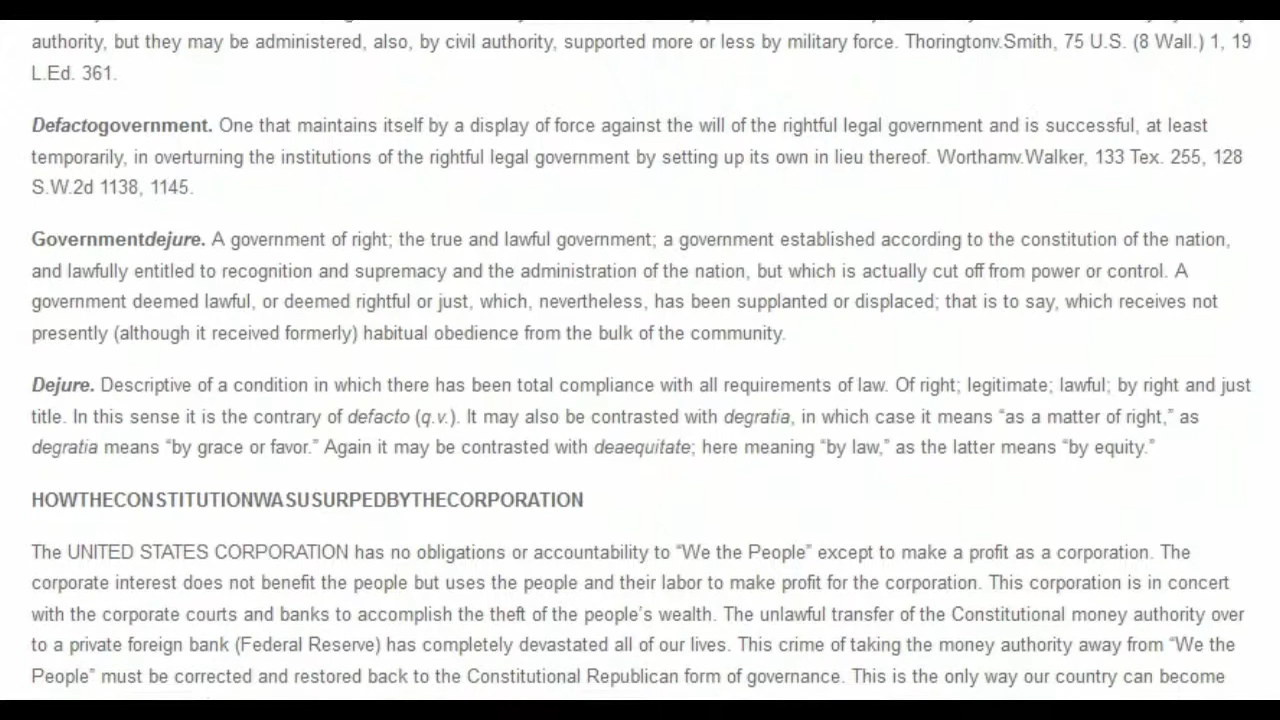 authority, but they may be administered, also, by civil authority, supported more or less by military force. Thoringtonv.Smith, 75 U.S. (8 Wall.) 1, 19
L.Ed. 361.
Defactogovernment. One that maintains itself by a display of force against the will of the rightful legal government and is successful, at least
temporarily, in overturning the institutions of the rightful legal government by setting up its own in lieu thereof. Worthamv.Walker, 133 Tex. 255, 128
S.W.2d 1138, 1145.
Governmentdejure. A government of right; the true and lawful government; a government established according to the constitution of the nation,
and lawfully entitled to recognition and supremacy and the administration of the nation, but which is actually cut off from power or control. A
government deemed lawful, or deemed rightful or just, which, nevertheless, has been supplanted or displaced; that is to say, which receives not
presently (although it received formerly) habitual obedience from the bulk of the community.
Dejure. Descriptive of a condition in which there has been total compliance with all requirements of law. Of right; legitimate; lawful; by right and just
title. In this sense it is the contrary of defacto (q.v.). It may also be contrasted with degratia, in which case it means “as a matter of right,” as
degratia means “by grace or favor.” Again it may be contrasted with deaequitate; here meaning “by law,” as the latter means “by equity.”
HOWTHECONSTITUTIONWASUSURPEDBYTHECORPORATION
The UNITED STATES CORPORATION has no obligations or accountability to “We the People” except to make a profit as a corporation. The
corporate interest does not benefit the people but uses the people and their labor to make profit for the corporation. This corporation is in concert
with the corporate courts and banks to accomplish the theft of the people’s wealth. The unlawful transfer of the Constitutional money authority over
to a private foreign bank (Federal Reserve) has completely devastated all of our lives. This crime of taking the money authority away from “We the
People” must be corrected and restored back to the Constitutional Republican form of governance. This is the only way our country can become